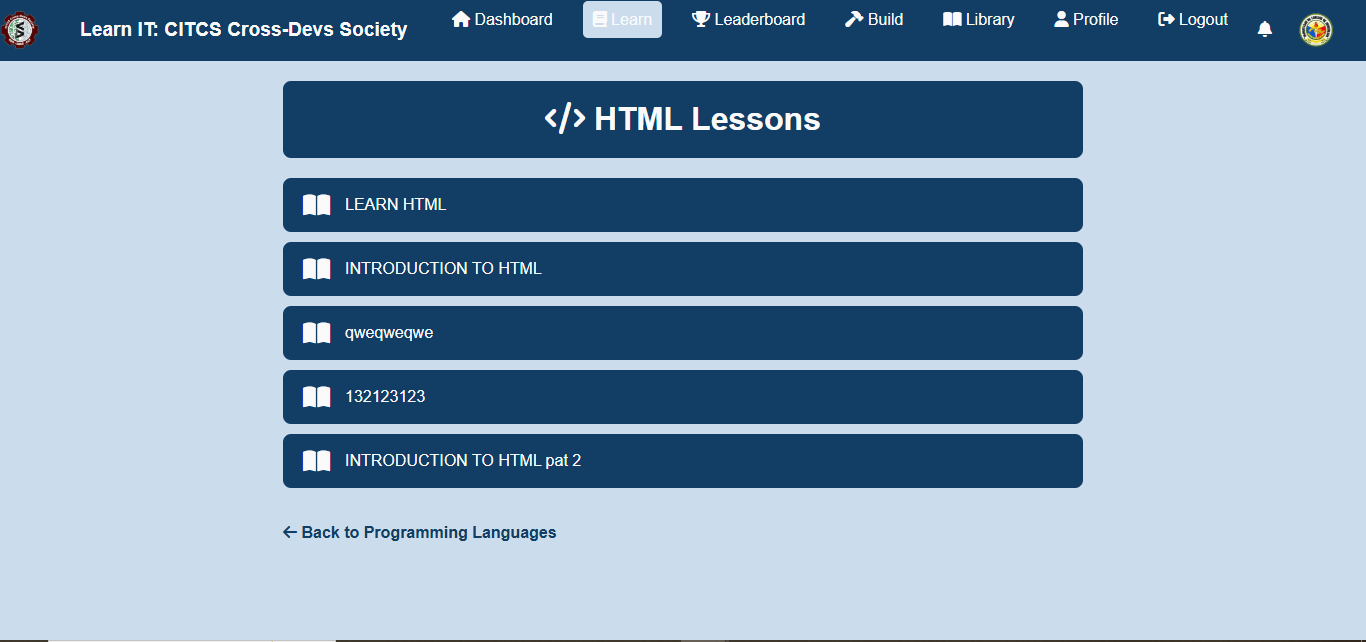 Learn IT: CITCS Cross-Devs Society
Dashboard
Learn
Leaderboard
Build
Library
Profile
Logout
</> HTML Lessons
LEARN HTML
INTRODUCTION TO HTML
qweqweqwe
132123123
INTRODUCTION TO HTML pat 2
Back to Programming Languages